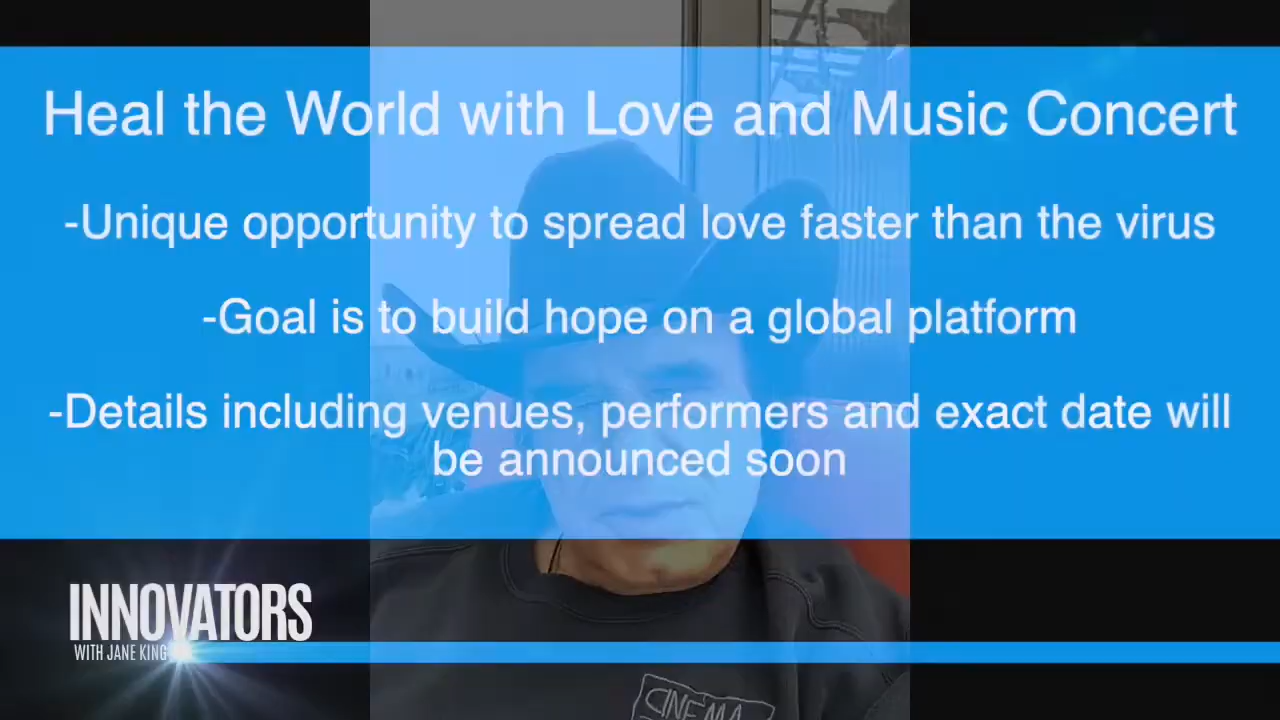 Heal the World with Love and Music Concert
-Unique opportunity to spread love faster than the virus
-Goal is to build hope on a global platform
-Details including venues, performers and exact date will
be announced soon
INNOVATORS
WITH JANE KING
CINEMA